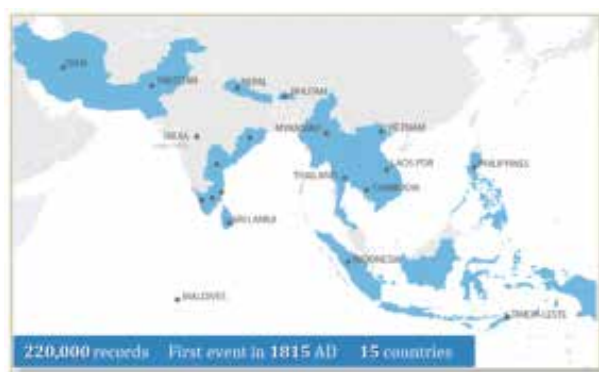 IRAN
PAKISTAN
NEPAL
BHUTAN
INDIA
MYANMAR
VIETNAM
LAOS PDR
THAILAND
CAMBODIA
PHILIPPINES
SRI LANKA
INDONESIA
MALDIVES
TIMOR-LESTE
220,000 records First event in 1815 AD 15 countries